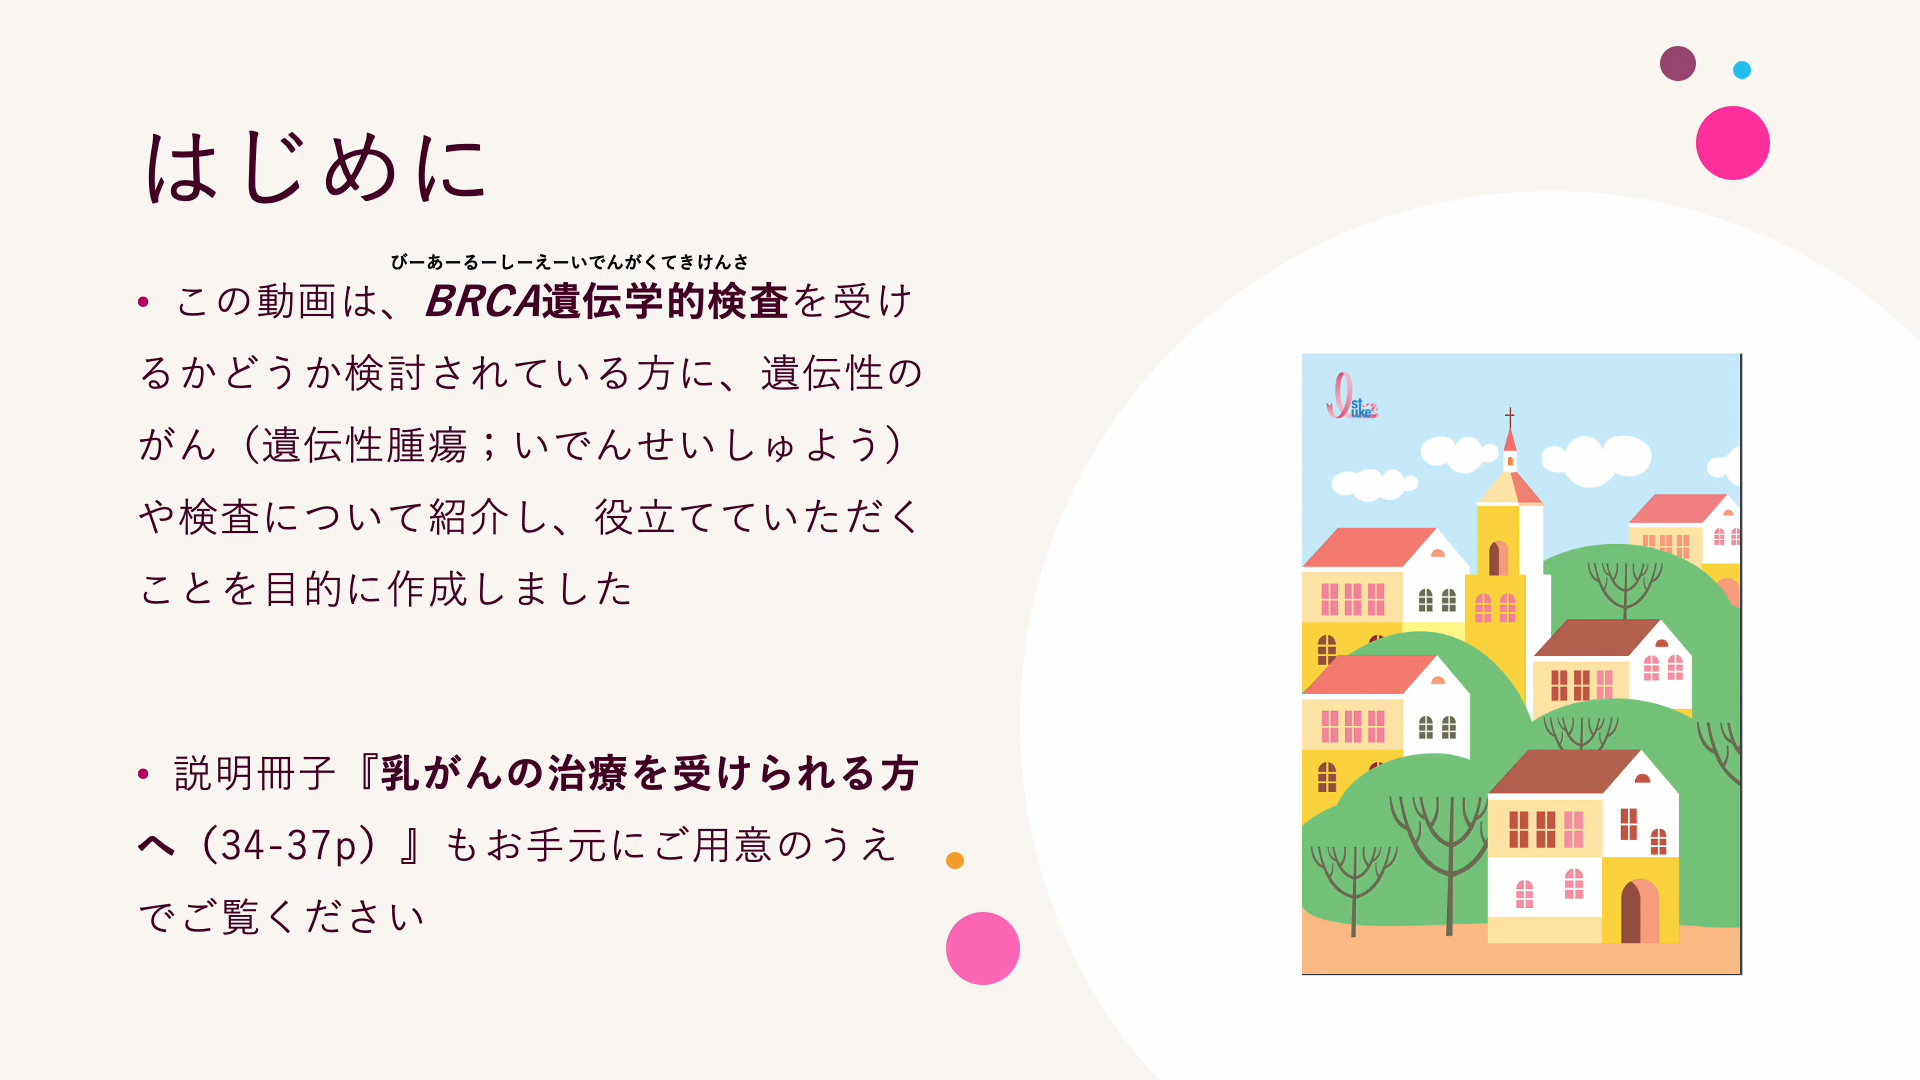 はじめに
びーあーるーしーえーいでんがくてきけんさ
• この動画は、BRCA遺伝学的検査を受け
るかどうか検討されている方に、遺伝性の
がん（遺伝性腫瘍；いでんせいしゅよう）
や検査について紹介し、役立てていただく
ことを目的に作成しました
• 説明冊子『乳がんの治療を受けられる方
へ（34-37p）』もお手元にご用意のうえ
でご覧ください
st
uke